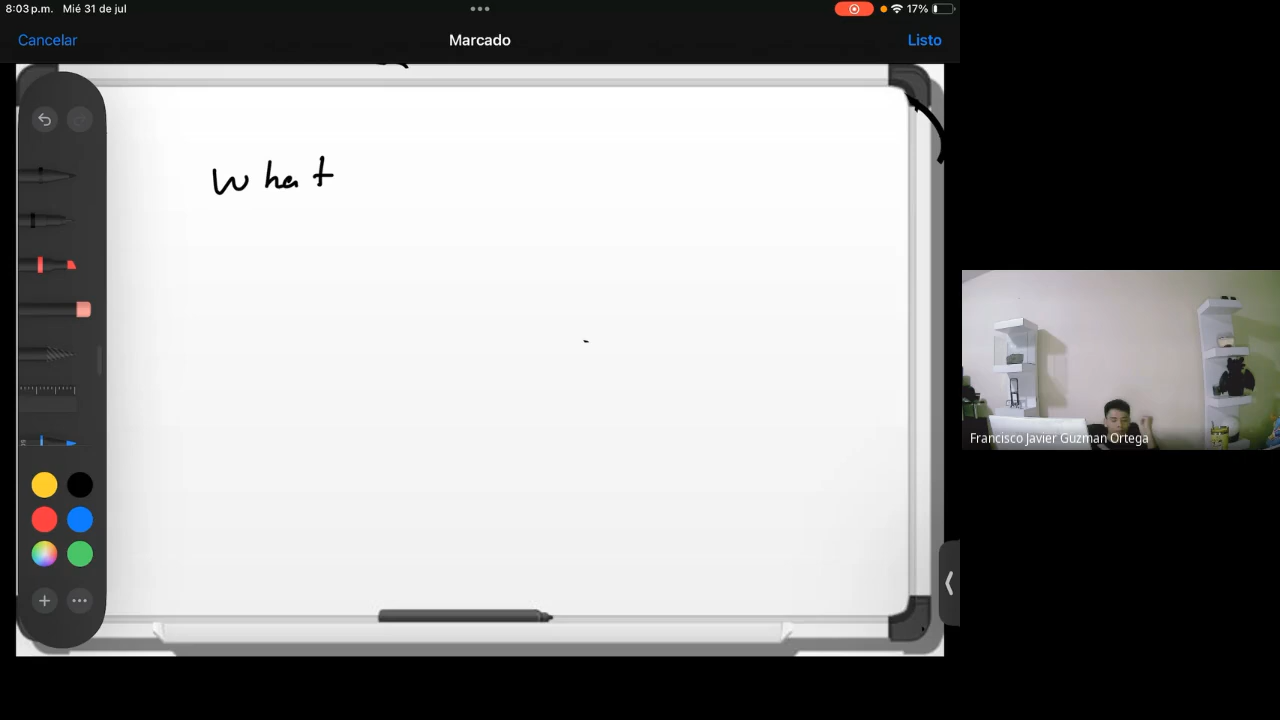 8:03 p.m. Mié 31 de jul
17%
Cancelar
Marcado
Listo
What
Francisco Javier Guzman Ortega